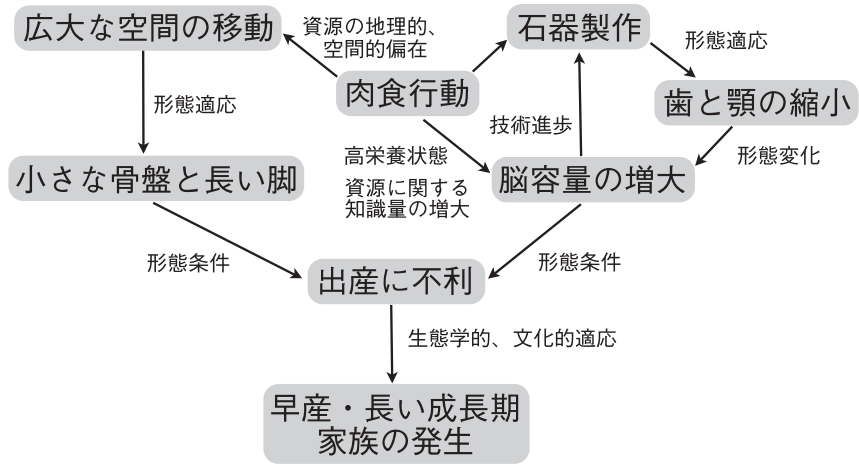 広大な空間の移動
資源の地理的、
空間的偏在
石器製作
形態適応
肉食行動
歯と顎の縮小
形態適応
技術進歩
高栄養状態
形態変化
小さな骨盤と長い脚
資源に関する
知識量の増大
脳容量の増大
形態条件
出産に不利
形態条件
生態学的、文化的適応
早産・長い成長期
家族の発生